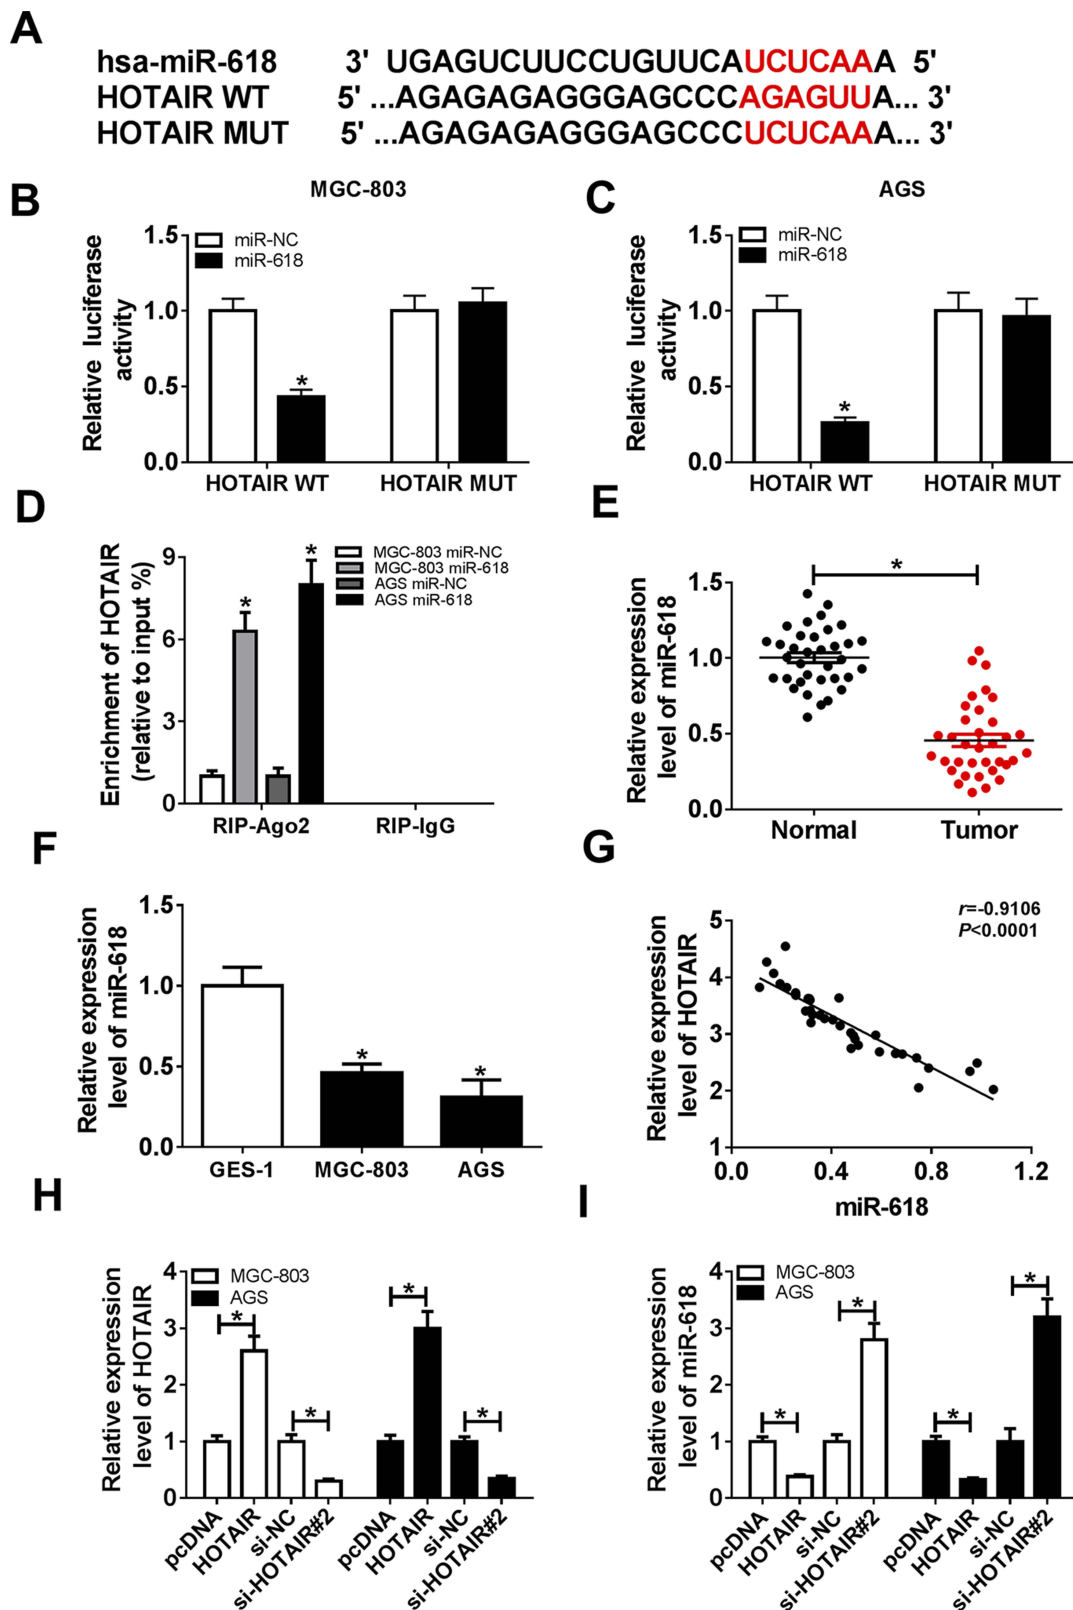 A
hsa-miR-618 3' UGAGUCUUCCUGUUCAUCUCAAA 5'
HOTAIR WT 5' ...AGAGAGAGGGAGCCCAGAGUUA... 3'
HOTAIR MUT 5' ...AGAGAGAGGGAGCCCUCUCAAA... 3'
B
MGC-803
Relative luciferase
activity
1.5
1.0
0.5
0.0
miR-NC
miR-618
*
HOTAIR WT HOTAIR MUT
C
AGS
Relative luciferase
activity
1.5
1.0
0.5
0.0
miR-NC
miR-618
*
HOTAIR WT HOTAIR MUT
D
Enrichment of HOTAIR
(relative to input %)
9
6
3
0
MGC-803 miR-NC
MGC-803 miR-618
AGS miR-NC
AGS miR-618
* *
RIP-Ago2 RIP-IgG
E
Relative expression
level of miR-618
1.5
1.0
0.5
0.0
*
Normal Tumor
F
Relative expression
level of miR-618
1.5
1.0
0.5
0.0
* *
GES-1 MGC-803 AGS
G
Relative expression
level of HOTAIR
5
4
3
2
1
r=-0.9106
P<0.0001
0.0 0.4 0.8 1.2
miR-618
H
Relative expression
level of HOTAIR
4
3
2
1
0
MGC-803
AGS
* * * *
pcDNA HOTAIR si-NC si-HOTAIR#2 pcDNA HOTAIR si-NC si-HOTAIR#2
I
Relative expression
level of miR-618
4
3
2
1
0
MGC-803
AGS
* * * *
pcDNA HOTAIR si-NC si-HOTAIR#2 pcDNA HOTAIR si-NC si-HOTAIR#2